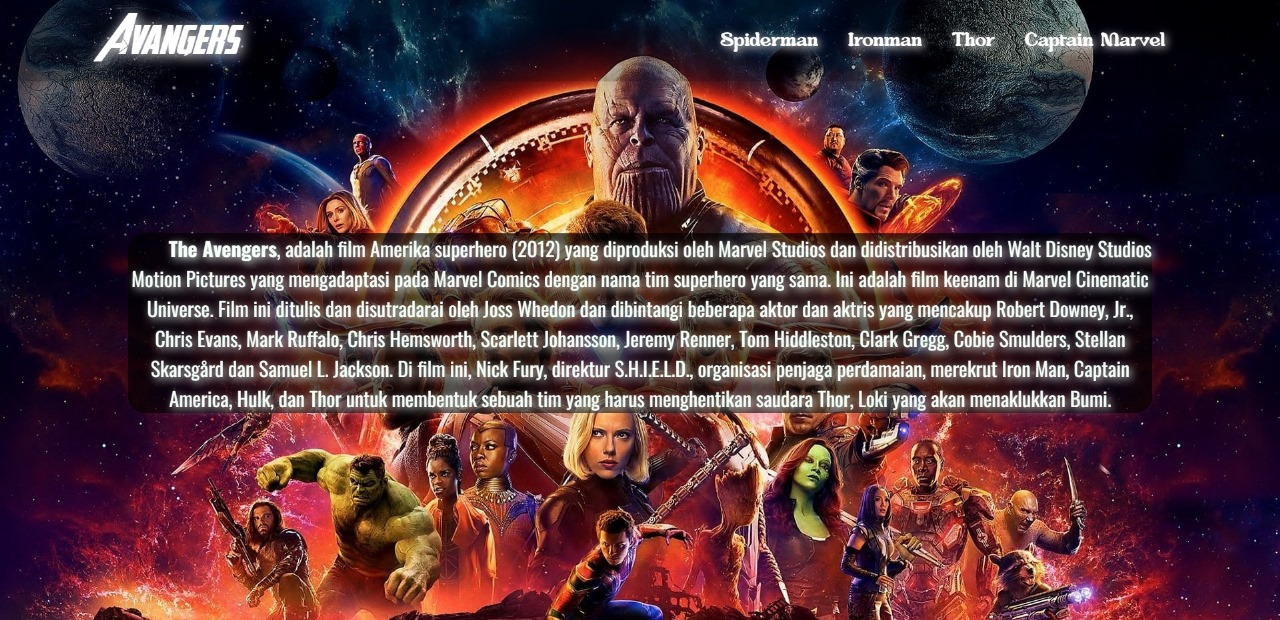 AVANGERS
Spiderman Ironman Thor Captain Marvel
The Avengers, adalah film Amerika superhero (2012) yang diproduksi oleh Marvel Studios dan didistribusikan oleh Walt Disney Studios
Motion Pictures yang mengadaptasi pada Marvel Comics dengan nama tim superhero yang sama. Ini adalah film keenam di Marvel Cinematic
Universe. Film ini ditulis dan disutradarai oleh Joss Whedon dan dibintangi beberapa aktor dan aktris yang mencakup Robert Downey, Jr.,
Chris Evans, Mark Ruffalo, Chris Hemsworth, Scarlett Johansson, Jeremy Renner, Tom Hiddleston, Clark Gregg, Cobie Smulders, Stellan
Skarsgård dan Samuel L. Jackson. Di film ini, Nick Fury, direktur S.H.I.E.L.D., organisasi penjaga perdamaian, merekrut Iron Man, Captain
America, Hulk, dan Thor untuk membentuk sebuah tim yang harus menghentikan saudara Thor, Loki yang akan menaklukkan Bumi.